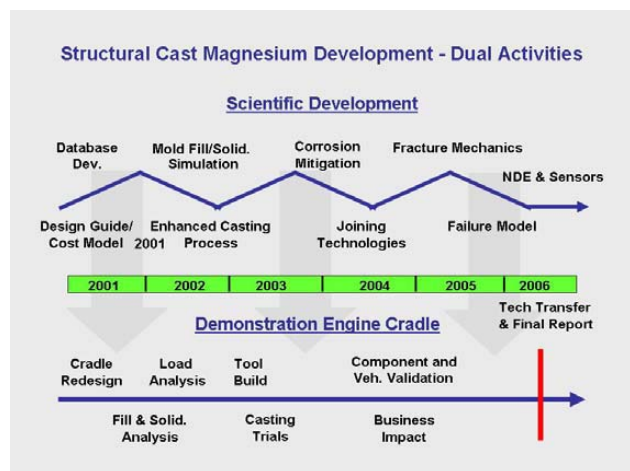 Structural Cast Magnesium Development - Dual Activities
Scientific Development
Database
Dev.
Mold Fill/Solid.
Simulation
Corrosion
Mitigation
Fracture Mechanics
NDE & Sensors
Design Guide/
Cost Model 2001
Enhanced Casting
Process
Joining
Technologies
Failure Model
2001 2002 2003 2004 2005 2006
Tech Transfer
& Final Report
Demonstration Engine Cradle
Cradle
Redesign
Load
Analysis
Tool
Build
Component and
Veh. Validation
Fill & Solid.
Analysis
Casting
Trials
Business
Impact